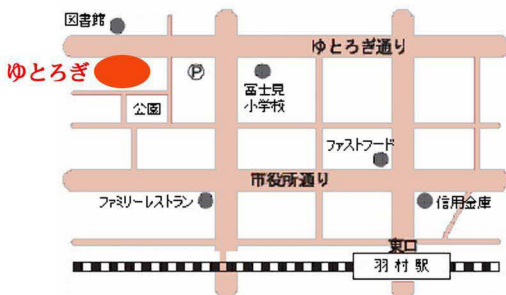 図書館
ゆとろぎ通り
ゆとろぎ
Ⓟ
富士見
小学校
公園
ファストフード
市役所通り
ファミリーレストラン
信用金庫
東口
羽村駅